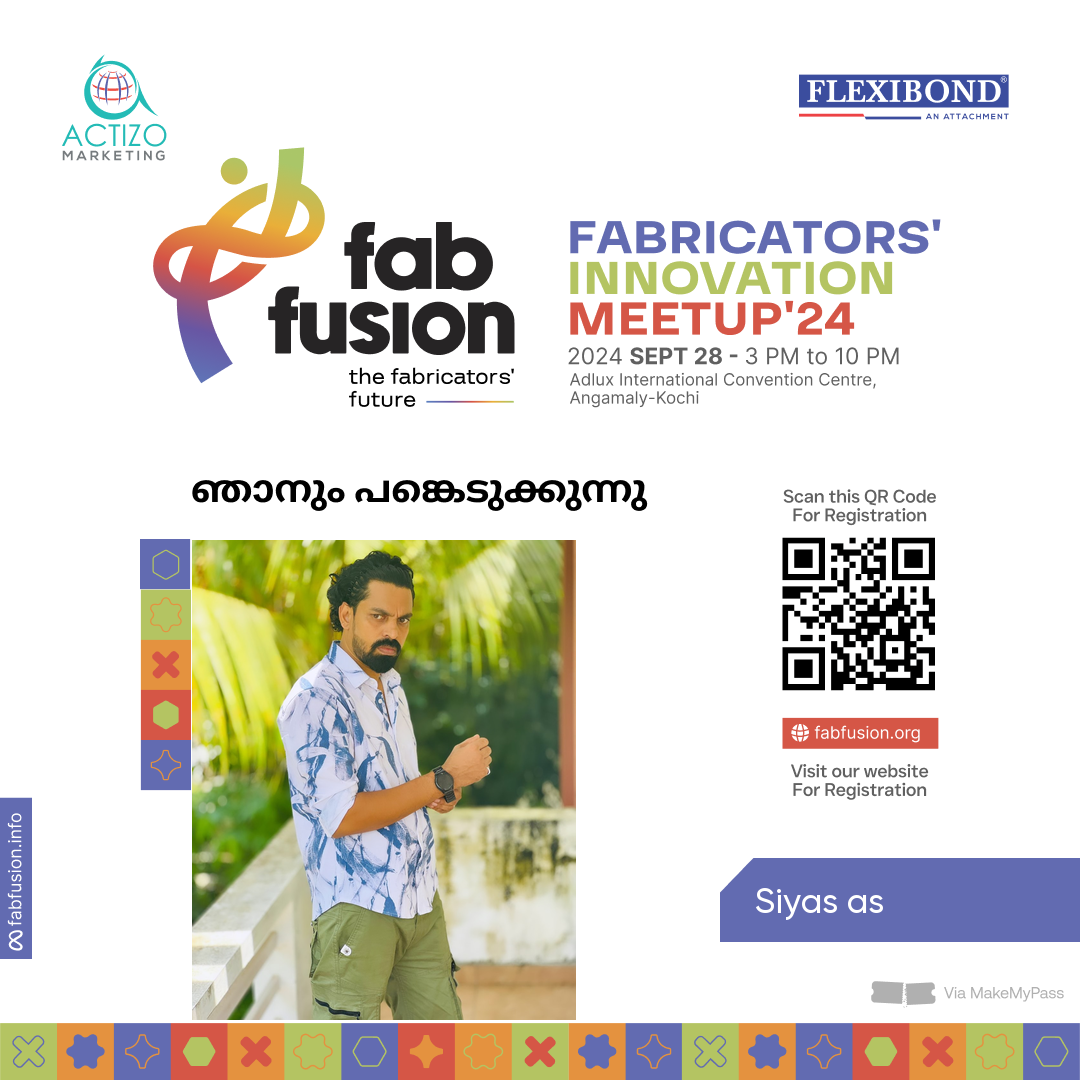 ACTIZO
MARKETING
FLEXIBOND®
AN ATTACHMENT
fab
fusion
the fabricators'
future
FABRICATORS'
INNOVATION
MEETUP'24
2024 SEPT 28 - 3 PM to 10 PM
Adlux International Convention Centre,
Angamaly-Kochi
ഞാനും പങ്കെടുക്കുന്നു
Scan this QR Code
For Registration
fabfusion.org
Visit our website
For Registration
fabfusion.info
Siyas as
Via MakeMyPass